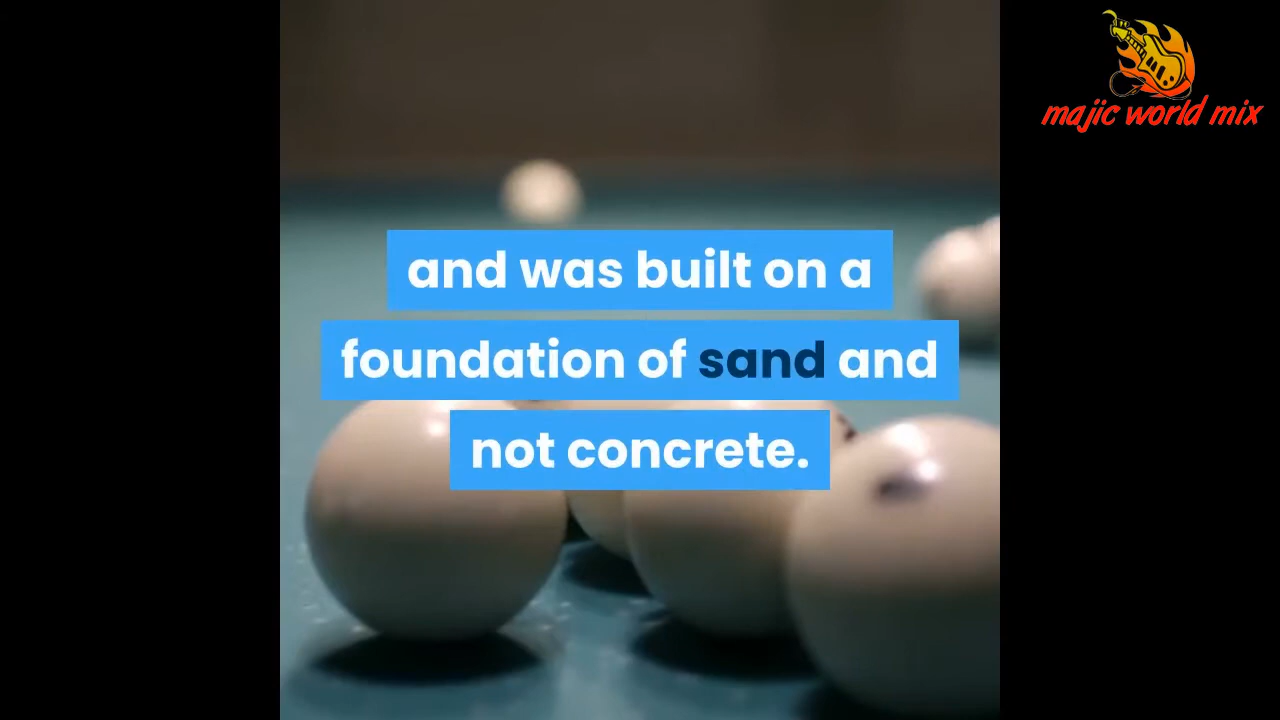 majic world mix
and was built on a
foundation of sand and
not concrete.